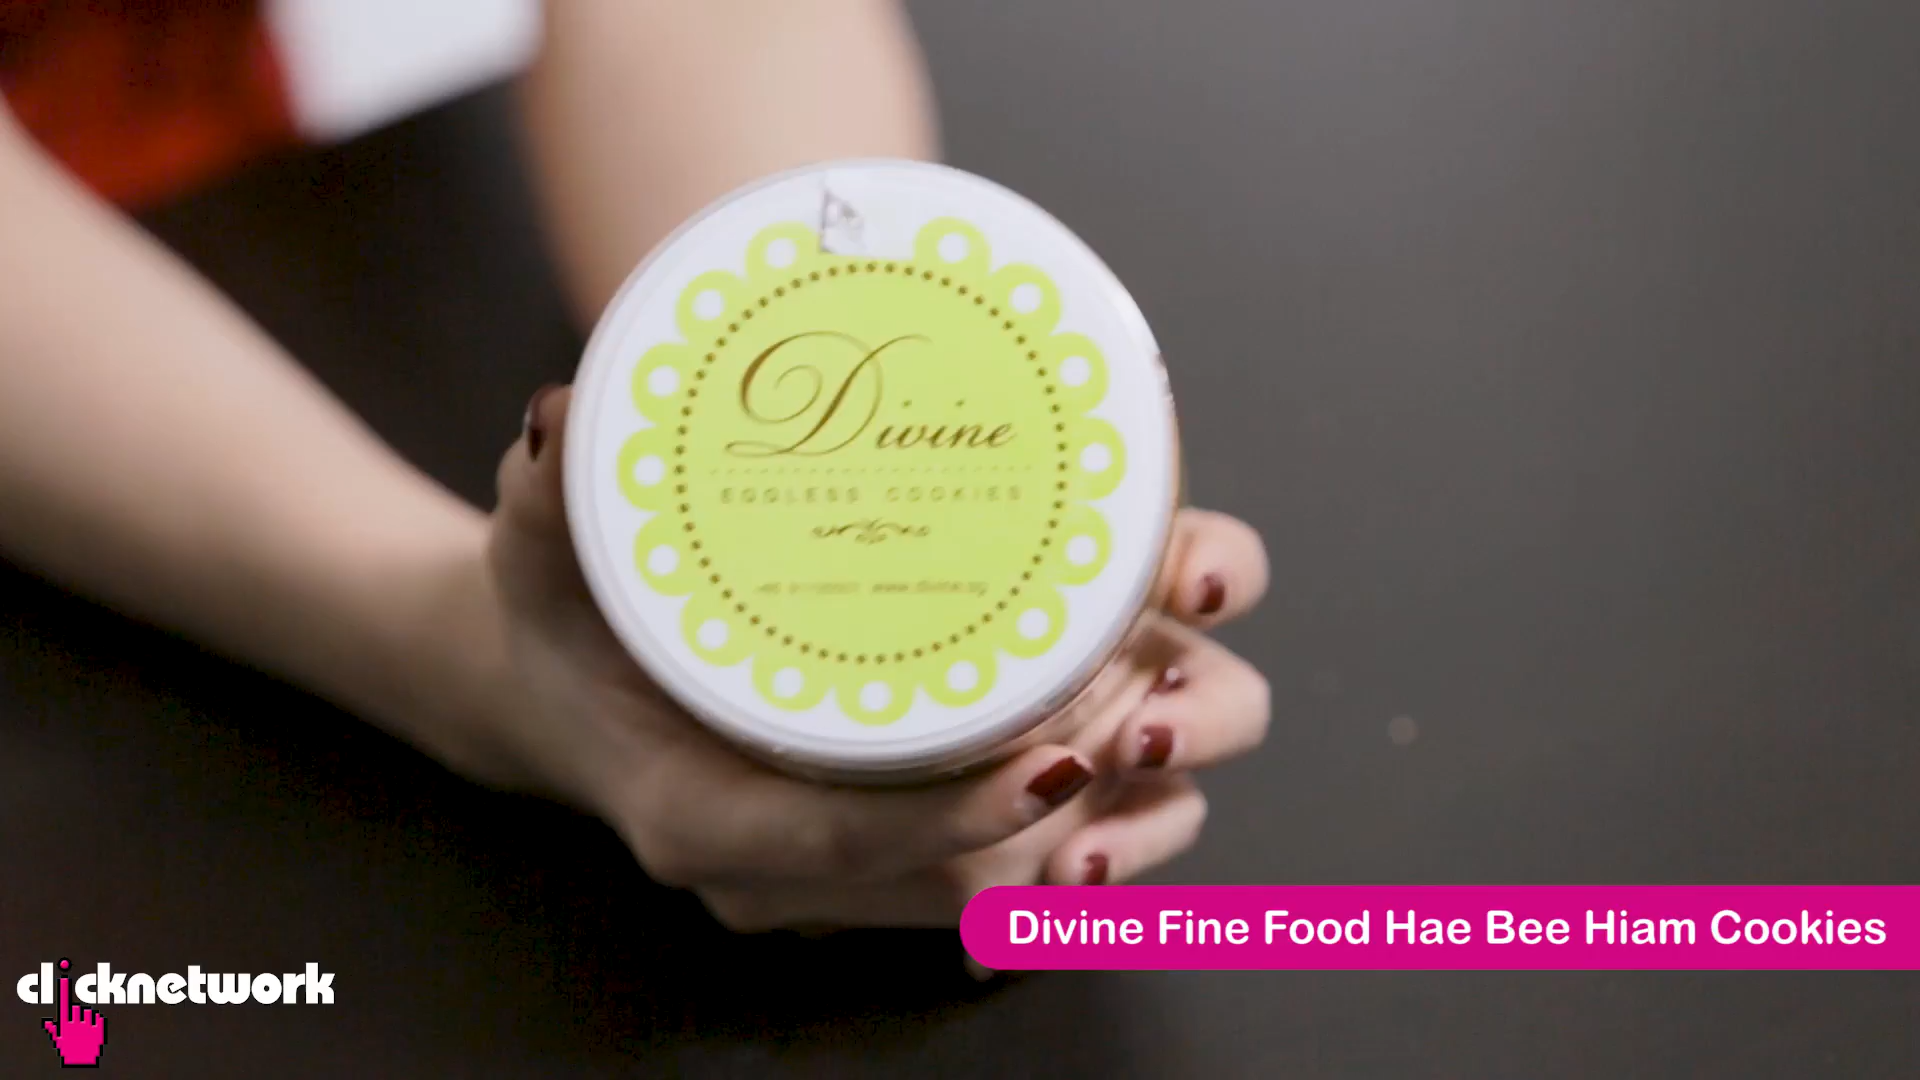 Divine
EGGLESS COOKIES
Divine Fine Food Hae Bee Hiam Cookies
clicknetwork